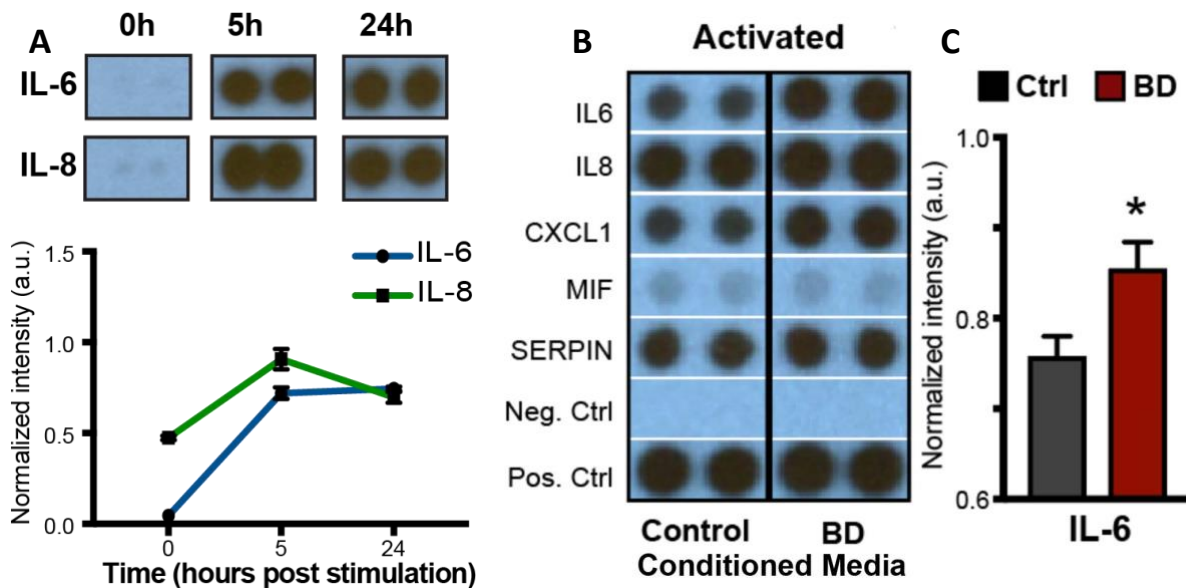 A
0h 5h 24h
IL-6
IL-8
Normalized intensity (a.u.)
1.5
1.0
0.5
0.0
IL-6
IL-8
0 5 24
Time (hours post stimulation)
B
Activated
IL6
IL8
CXCL1
MIF
SERPIN
Neg. Ctrl
Pos. Ctrl
Control BD
Conditioned Media
C
Ctrl BD
Normalized intensity (a.u.)
1.0
0.8
0.6
*
IL-6